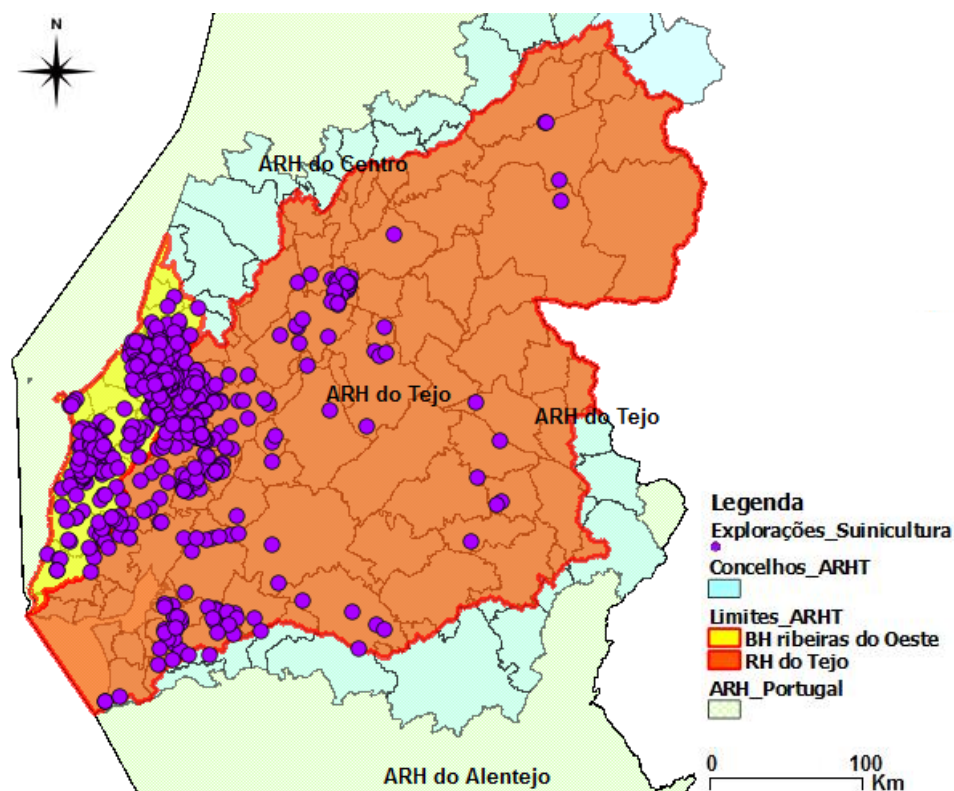 N
ARH do Centro
ARH do Tejo
ARH do Tejo
ARH do Alentejo
Legenda
Explorações_Suinicultura
Concelhos_ARHT
Limites_ARHT
BH ribeiras do Oeste
RH do Tejo
ARH_Portugal
0 100
Km